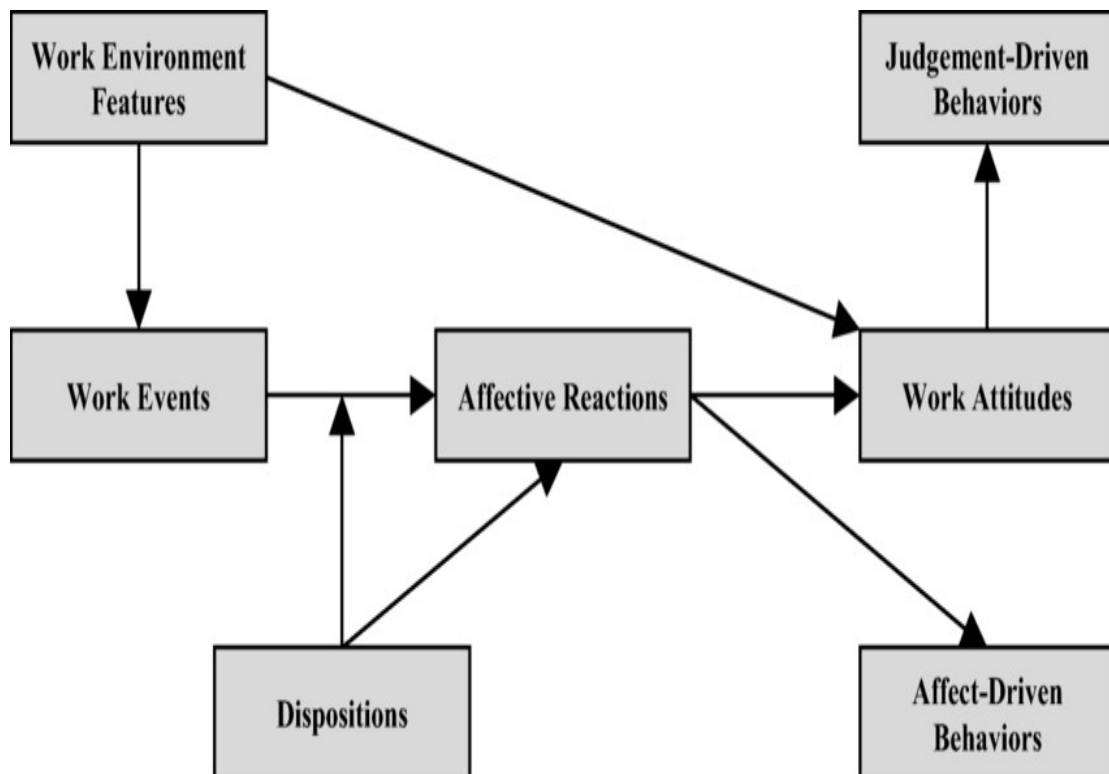 Work Environment
Features
Judgement-Driven
Behaviors
Work Events
Affective Reactions
Work Attitudes
Dispositions
Affect-Driven
Behaviors